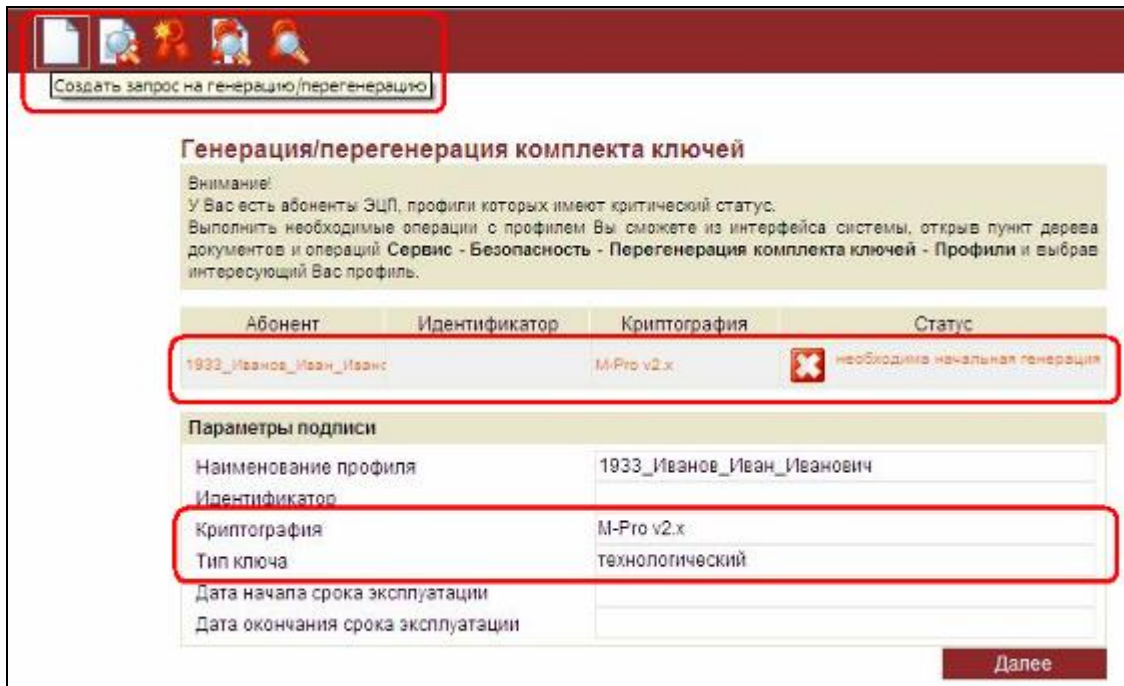 Создать запрос на генерацию/перегенерацию
Генерация/перегенерация комплекта ключей
Внимание!
У Вас есть абоненты ЭЦП, профили которых имеют критический статус.
Выполнить необходимые операции с профилем Вы сможете из интерфейса системы, открыв пункт дерева
документов и операций Сервис - Безопасность - Перегенерация комплекта ключей - Профили и выбрав
интересующий Вас профиль.
Абонент Идентификатор Криптография Статус
1933_Иванов_Иван_Иванс M-Pro v2.x необходима начальная генерация
Параметры подписи
Наименование профиля 1933_Иванов_Иван_Иванович
Идентификатор
Криптография M-Pro v2.x
Тип ключа технологический
Дата начала срока эксплуатации
Дата окончания срока эксплуатации
Далее